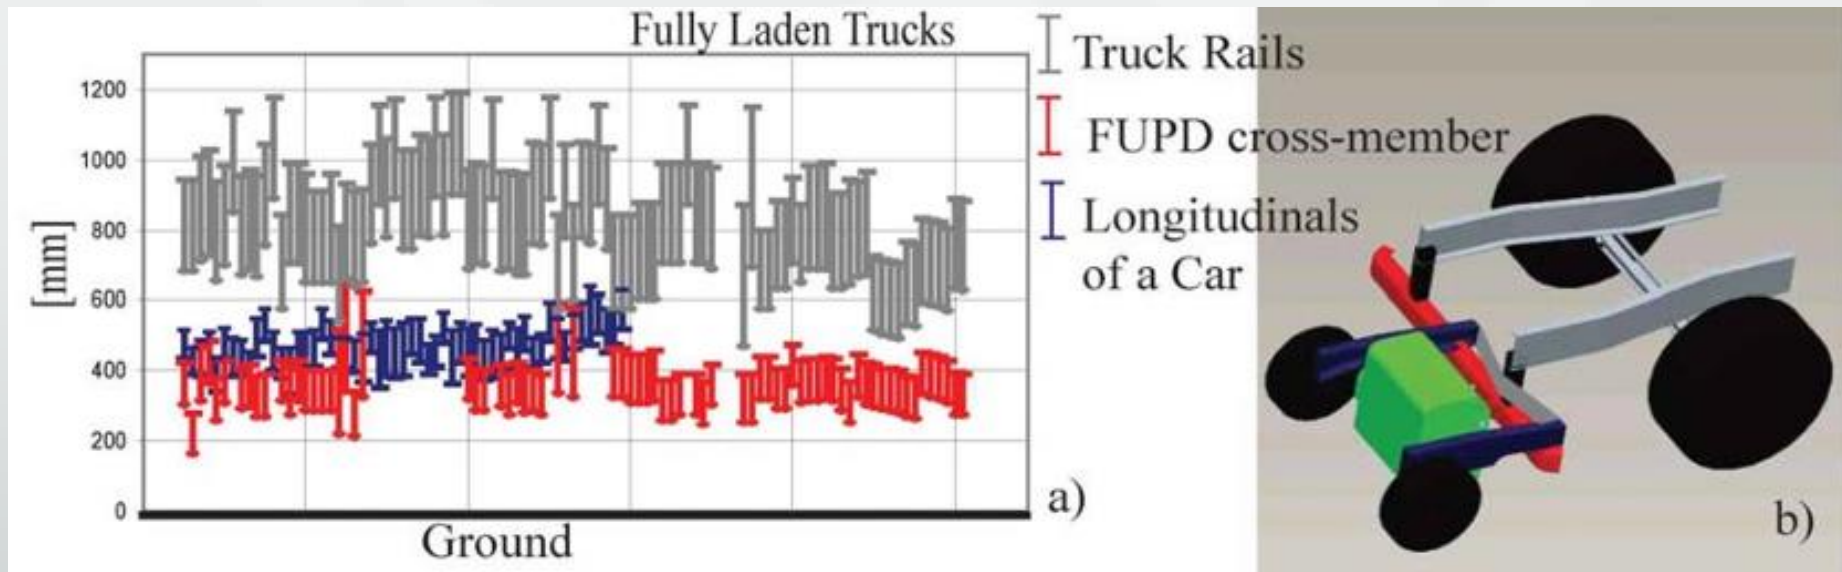 Fully Laden Trucks
[mm]
1200
1000
800
600
400
200
0
Ground
Truck Rails
FUPD cross-member
Longitudinals
of a Car
a)
b)